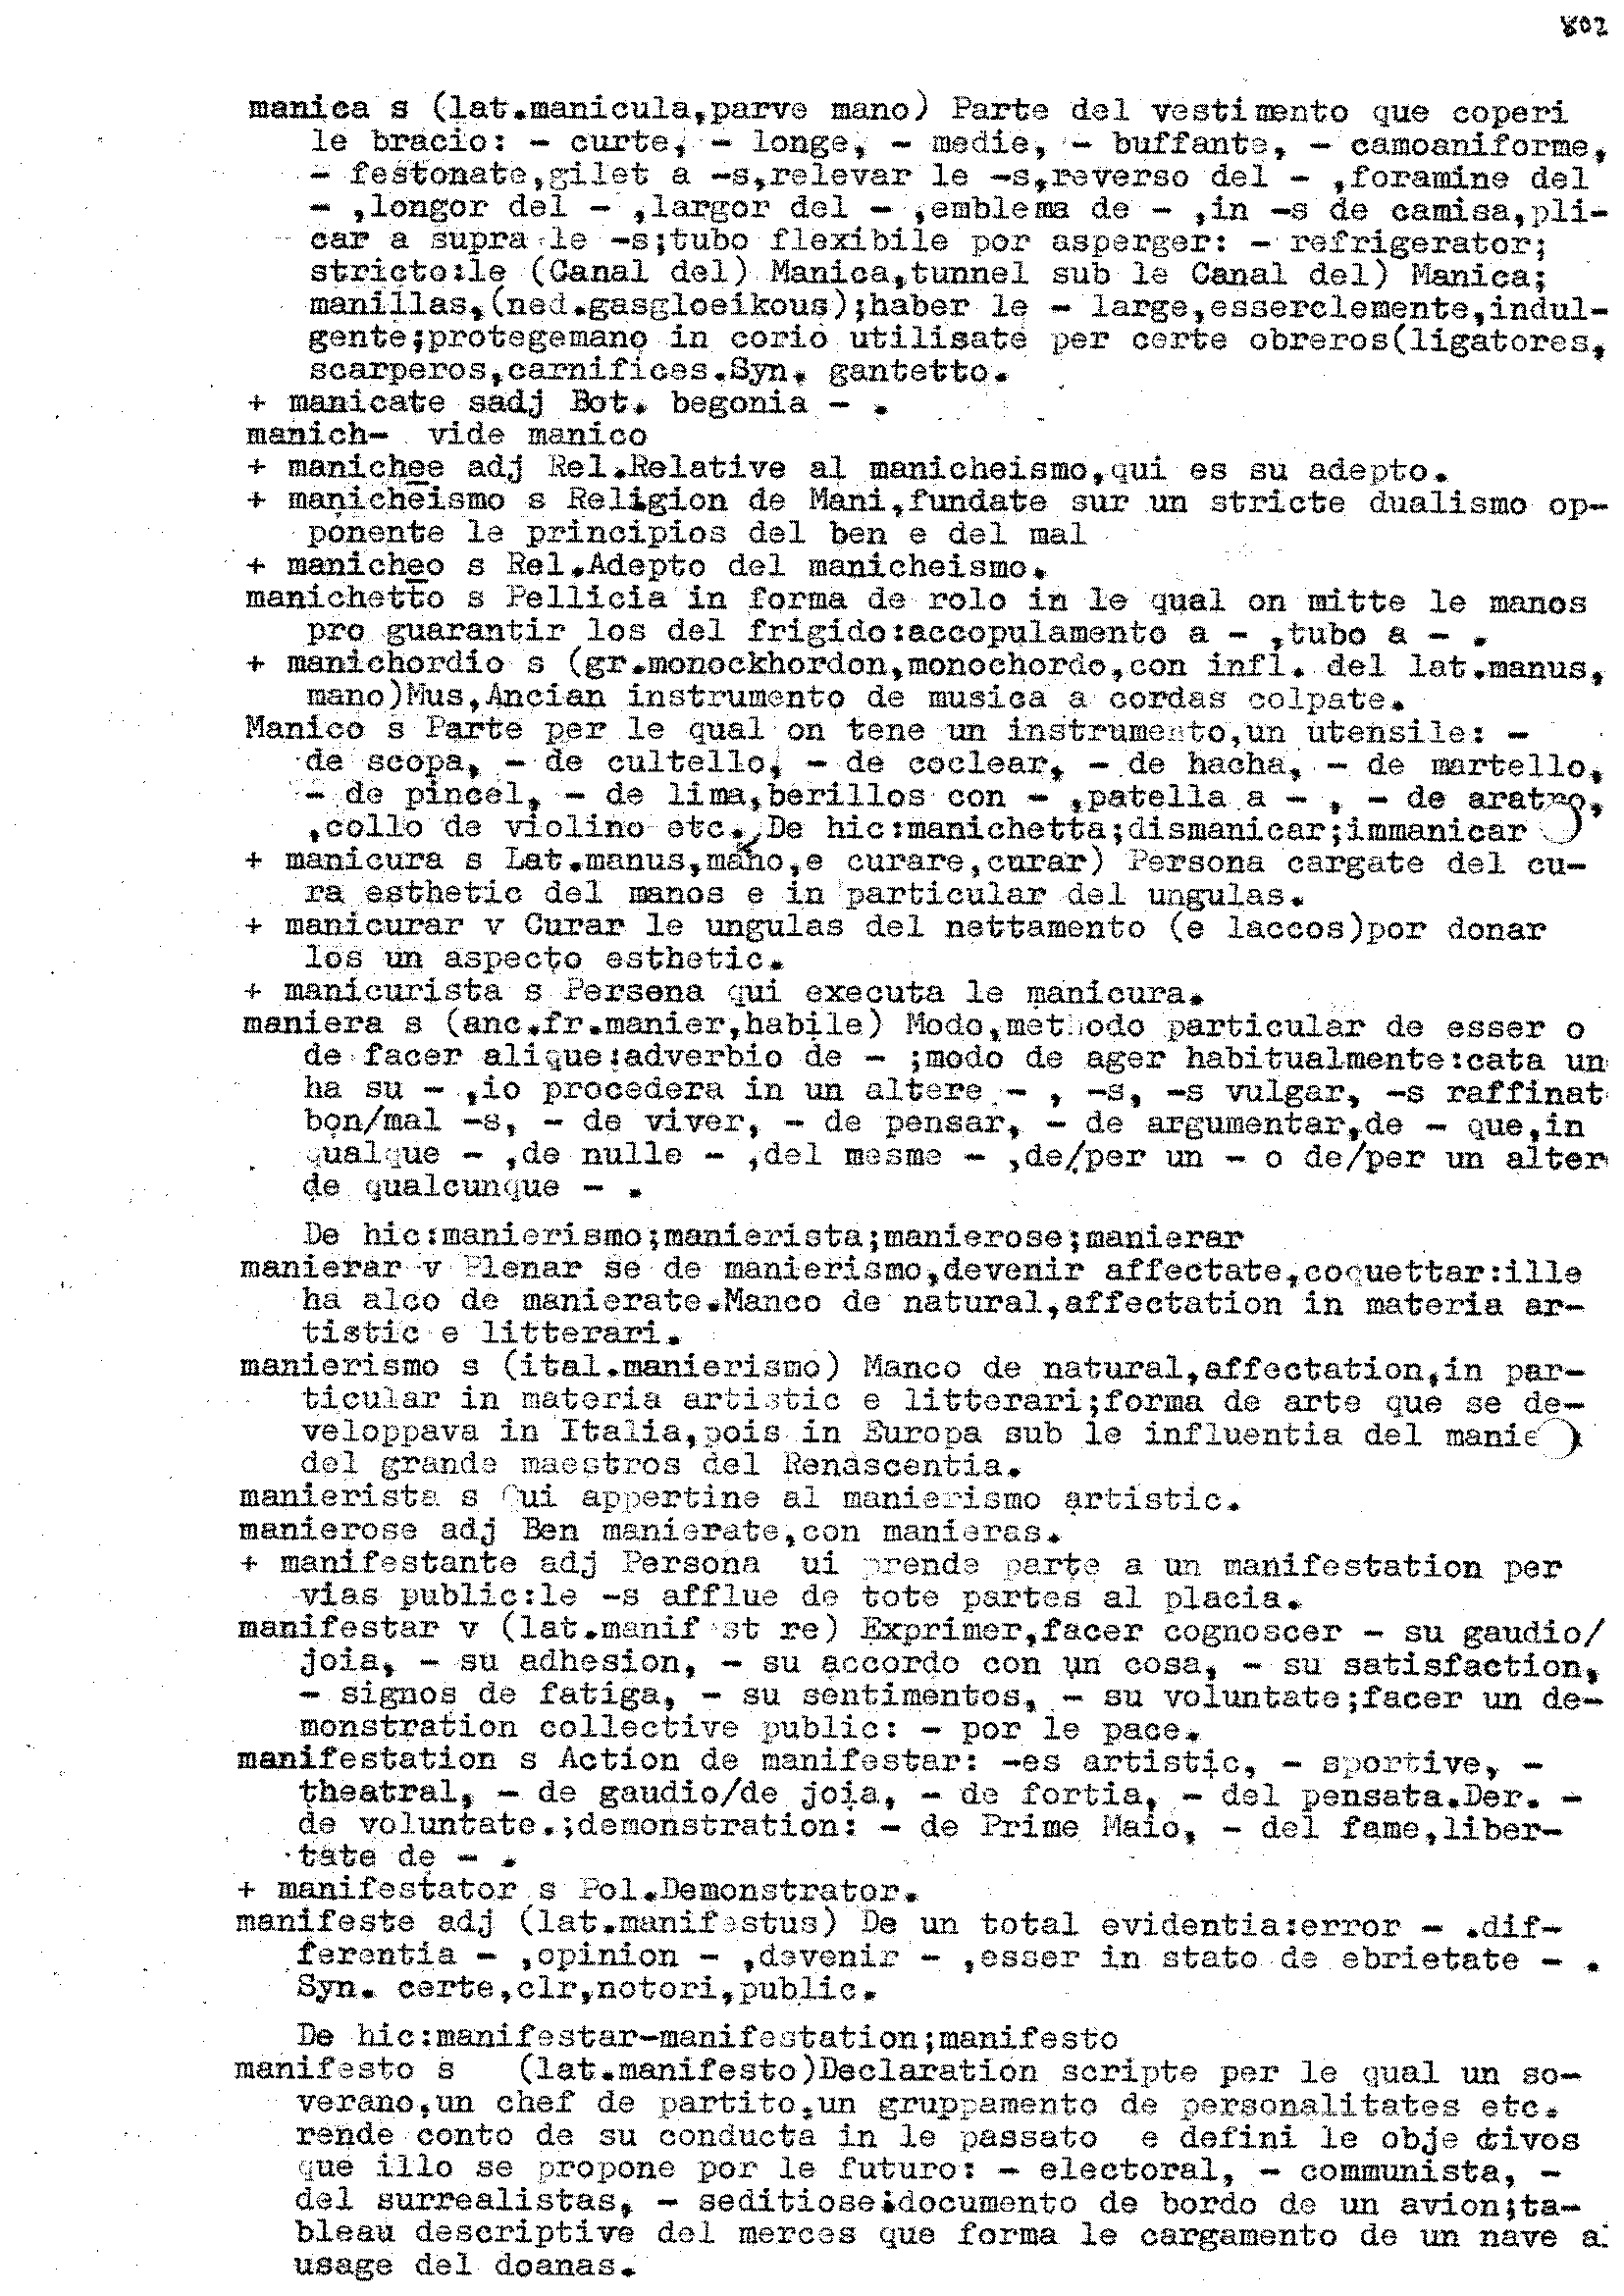 802
manica s (lat.manicula,parve mano) Parte del vestimento que coperi
le bracio: - curte, - longe, - medie, - buffante, - camoaniforme,
- festonate,gilet a -s,relevar le -s,reverso del - ,foramine del
- ,longor del - ,largor del - ,emblema de - ,in -s de camisa,pli-
car a supra le -s;tubo flexibile por asperger: - refrigerator;
stricto:le (Canal del) Manica,tunnel sub le Canal del) Manica;
manillas,(ned.gasgloeikous);haber le - large,esserclemente,indul-
gente;protegemano in corio utilisate per certe obreros(ligatores,
scarperos,carnifices.Syn. gantetto.
+ manicate sadj Bot. begonia - .
manich- vide manico
+ manichee adj Rel.Relative al manicheismo,qui es su adepto.
+ manicheismo s Religion de Mani,fundate sur un stricte dualismo op-
ponente le principios del ben e del mal
+ manicheo s Rel.Adepto del manicheismo.
manichetto s Pellicia in forma de rolo in le qual on mitte le manos
pro guarantir los del frigido:accopulamento a - ,tubo a - .
+ manichordio s (gr.monockhordon,monochordo,con infl. del lat.manus,
mano)Mus,Ancian instrumento de musica a cordas colpate.
Manico s Parte per le qual on tene un instrumento,un utensile: -
de scopa, - de cultello, - de coclear, - de hacha, - de martello,
- de pincel, - de lima,berillos con - ,patella a - , - de aratro,
,collo de violino etc. De hic:manichetta;dismanicar;immanicar
+ manicura s Lat.manus,mano,e curare,curar) Persona cargate del cu-
ra esthetic del manos e in particular del ungulas.
+ manicurar v Curar le ungulas del nettamento (e laccos)por donar
los un aspecto esthetic.
+ manicurista s Persena qui executa le manicura.
maniera s (anc.fr.manier,habile) Modo,methodo particular de esser o
de facer alique:adverbio de - ;modo de ager habitualmente:cata un
ha su - ,io procedera in un altere - , -s, -s vulgar, -s raffinat
bon/mal -s, - de viver, - de pensar, - de argumentar,de - que,in
qualque - ,de nulle - ,del mesme - ,de/per un - o de/per un alter
de qualcunque - .
De hic:manierismo;manierista;manierose;manierar
manierar v Plenar se de manierismo,devenir affectate,coquettar:ille
ha alco de manierate.Manco de natural,affectation in materia ar-
tistic e litterari.
manierismo s (ital.manierismo) Manco de natural,affectation,in par-
ticular in materia artistic e litterari;forma de arte que se de-
veloppava in Italia,pois in Europa sub le influentia del manie
del grande maestros del Renascentia.
manierista s Qui appertine al manierismo artistic.
manierose adj Ben manierate,con manieras.
+ manifestante adj Persona ui prende parte a un manifestation per
vias public:le -s afflue de tote partes al placia.
manifestar v (lat.manif st re) Exprimer,facer cognoscer - su gaudio/
joia, - su adhesion, - su accordo con un cosa, - su satisfaction,
- signos de fatiga, - su sentimentos, - su voluntate;facer un de-
monstration collective public: - por le pace.
manifestation s Action de manifestar: -es artistic, - sportive, -
theatral, - de gaudio/de joia, - de fortia, - del pensata.Der. -
de voluntate.;demonstration: - de Prime Maio, - del fame,liber-
tate de - .
+ manifestator s Pol.Demonstrator.
manifeste adj (lat.manifestus) De un total evidentia:error - .dif-
ferentia - ,opinion - ,devenir - ,esser in stato de ebrietate - .
Syn. certe,clr,notori,public.
De hic:manifestar-manifestation;manifesto
manifesto s (lat.manifesto)Declaration scripte per le qual un so-
verano,un chef de partito,un gruppamento de personalitates etc.
rende conto de su conducta in le passato e defini le obje ctivos
que illo se propone por le futuro: - electoral, - communista, -
del surrealistas, - seditiose;documento de bordo de un avion;ta-
bleau descriptive del merces que forma le cargamento de un nave a
usage del doanas.